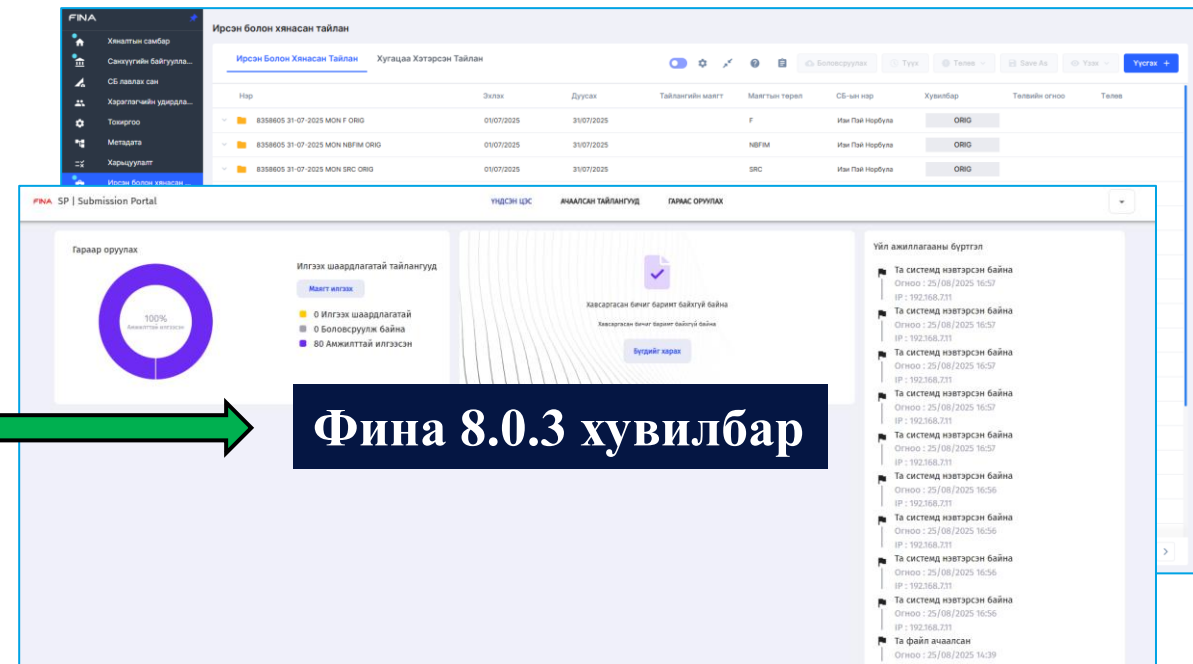 FINA
Хяналтын самбар
Санхүүгийн байгуулла...
СБ лавлах сан
Хэрэглэгчийн удирдла...
Тохиргоо
Метадата
Харьцуулалт
Ирсэн болон хянасан ...
Ирсэн болон хянасан тайлан
Ирсэн Болон Хянасан Тайлан Хугацаа Хэтэрсэн Тайлан
Боловсруулах Түүх Төлөв Save As Үзэх Үүсгэх +
Нэр Эхлэх Дуусах Тайлангийн маягт Маягтын төрөл СБ-ын нэр Хувилбар Төлвийн огноо Төлөв
8358605 31-07-2025 MON F ORIG 01/07/2025 31/07/2025 F Изи Пэй Норбула ORIG
8358605 31-07-2025 MON NBFIM ORIG 01/07/2025 31/07/2025 NBFIM Изи Пэй Норбула ORIG
8358605 31-07-2025 MON SRC ORIG 01/07/2025 31/07/2025 SRC Изи Пэй Норбула ORIG
FINA SP | Submission Portal ҮНДСЭН ЦЭС АЧААЛСАН ТАЙЛАНГУУД ГАРААС ОРУУЛАХ
Гараар оруулах
100%
Амжилттай илгээсэн
Илгээх шаардлагатай тайлангууд
Маягт илгээх
0 Илгээх шаардлагатай
0 Боловсруулж байна
80 Амжилттай илгээсэн
Хавсаргасан бичиг баримт байхгүй байна
Хавсаргасан бичиг баримт байхгүй байна
Бүгдийг харах
Үйл ажиллагааны бүртгэл
Та системд нэвтэрсэн байна
Огноо : 25/08/2025 16:57
IP : 192.168.7.11
Та системд нэвтэрсэн байна
Огноо : 25/08/2025 16:57
IP : 192.168.7.11
Та системд нэвтэрсэн байна
Огноо : 25/08/2025 16:57
IP : 192.168.7.11
Та системд нэвтэрсэн байна
Огноо : 25/08/2025 16:57
IP : 192.168.7.11
Та системд нэвтэрсэн байна
Огноо : 25/08/2025 16:57
IP : 192.168.7.11
Та системд нэвтэрсэн байна
Огноо : 25/08/2025 16:56
IP : 192.168.7.11
Та системд нэвтэрсэн байна
Огноо : 25/08/2025 16:56
IP : 192.168.7.11
Та системд нэвтэрсэн байна
Огноо : 25/08/2025 16:56
IP : 192.168.7.11
Та системд нэвтэрсэн байна
Огноо : 25/08/2025 16:56
IP : 192.168.7.11
Та файл ачаалсан
Огноо : 25/08/2025 14:39
Фина 8.0.3 хувилбар